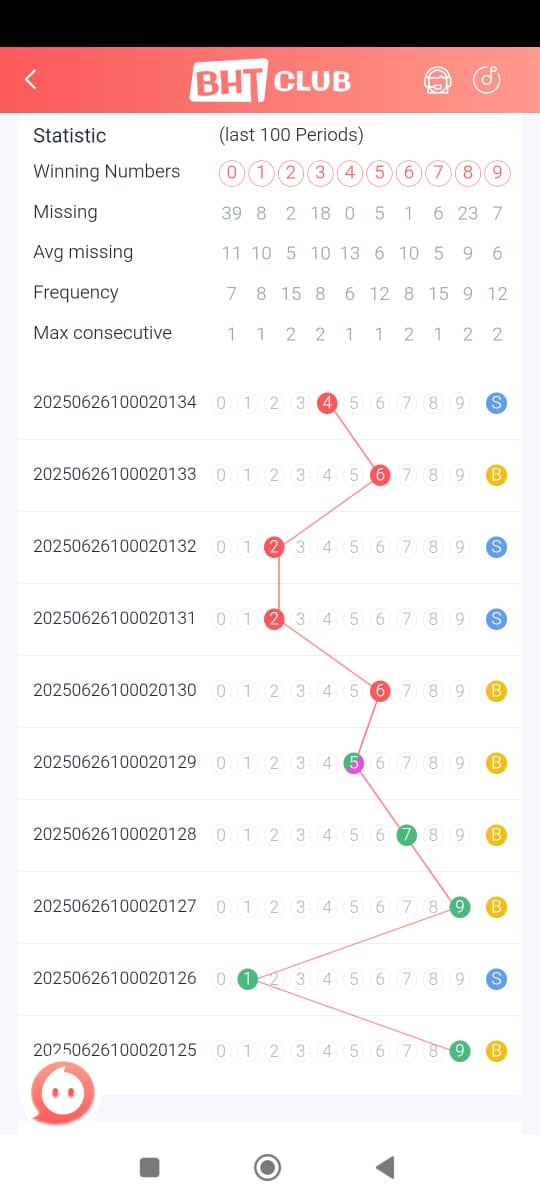 BHT CLUB
Statistic (last 100 Periods)
Winning Numbers 0 1 2 3 4 5 6 7 8 9
Missing 39 8 2 18 0 5 1 6 23 7
Avg missing 11 10 5 10 13 6 10 5 9 6
Frequency 7 8 15 8 6 12 8 15 9 12
Max consecutive 1 1 2 2 1 1 2 1 2 2
20250626100020134 0 1 2 3 4 5 6 7 8 9 S
20250626100020133 0 1 2 3 4 5 6 7 8 9 B
20250626100020132 0 1 2 3 4 5 6 7 8 9 S
20250626100020131 0 1 2 3 4 5 6 7 8 9 S
20250626100020130 0 1 2 3 4 5 6 7 8 9 B
20250626100020129 0 1 2 3 4 5 6 7 8 9 B
20250626100020128 0 1 2 3 4 5 6 7 8 9 B
20250626100020127 0 1 2 3 4 5 6 7 8 9 B
20250626100020126 0 1 2 3 4 5 6 7 8 9 S
20250626100020125 0 1 2 3 4 5 6 7 8 9 B